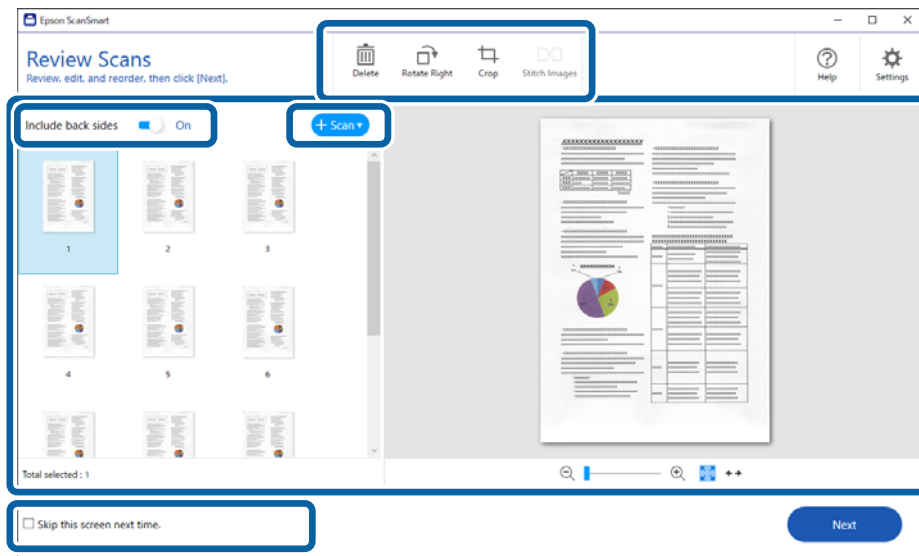 Epson ScanSmart
Review Scans
Review, edit, and reorder, then click [Next].
Delete
Rotate Right
Crop
Stitch Images
Help
Settings
Include back sides On
+ Scan
1 2 3
4 5 6
Total selected : 1
Skip this screen next time.
Next